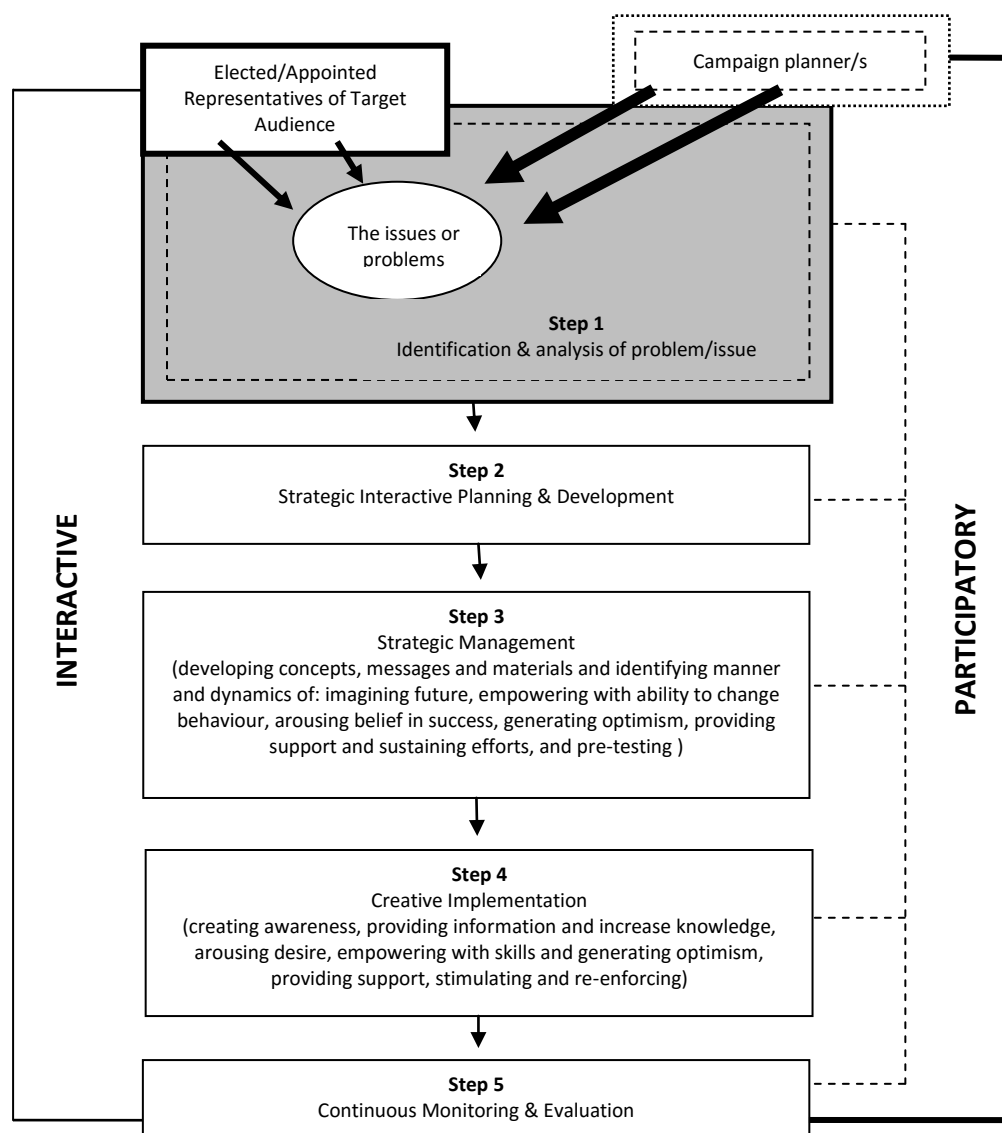 Elected/Appointed
Representatives of Target
Audience
Campaign planner/s
The issues or
problems
Step 1
Identification & analysis of problem/issue
Step 2
Strategic Interactive Planning & Development
Step 3
Strategic Management
(developing concepts, messages and materials and identifying manner
and dynamics of: imagining future, empowering with ability to change
behaviour, arousing belief in success, generating optimism, providing
support and sustaining efforts, and pre-testing )
Step 4
Creative Implementation
(creating awareness, providing information and increase knowledge,
arousing desire, empowering with skills and generating optimism,
providing support, stimulating and re-enforcing)
Step 5
Continuous Monitoring & Evaluation
INTERACTIVE
PARTICIPATORY